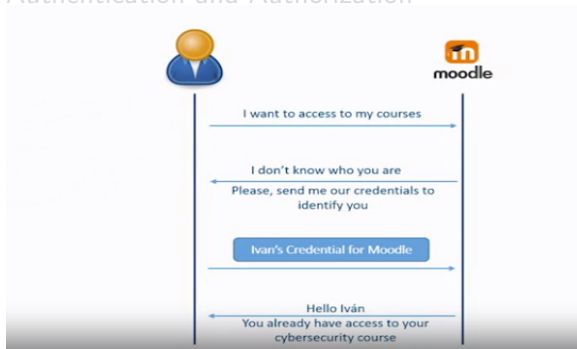 Authentication and Authorization
moodle
I want to access to my courses
I don't know who you are
Please, send me our credentials to
identify you
Ivan's Credential for Moodle
Hello Iván
You already have access to your
cybersecurity course